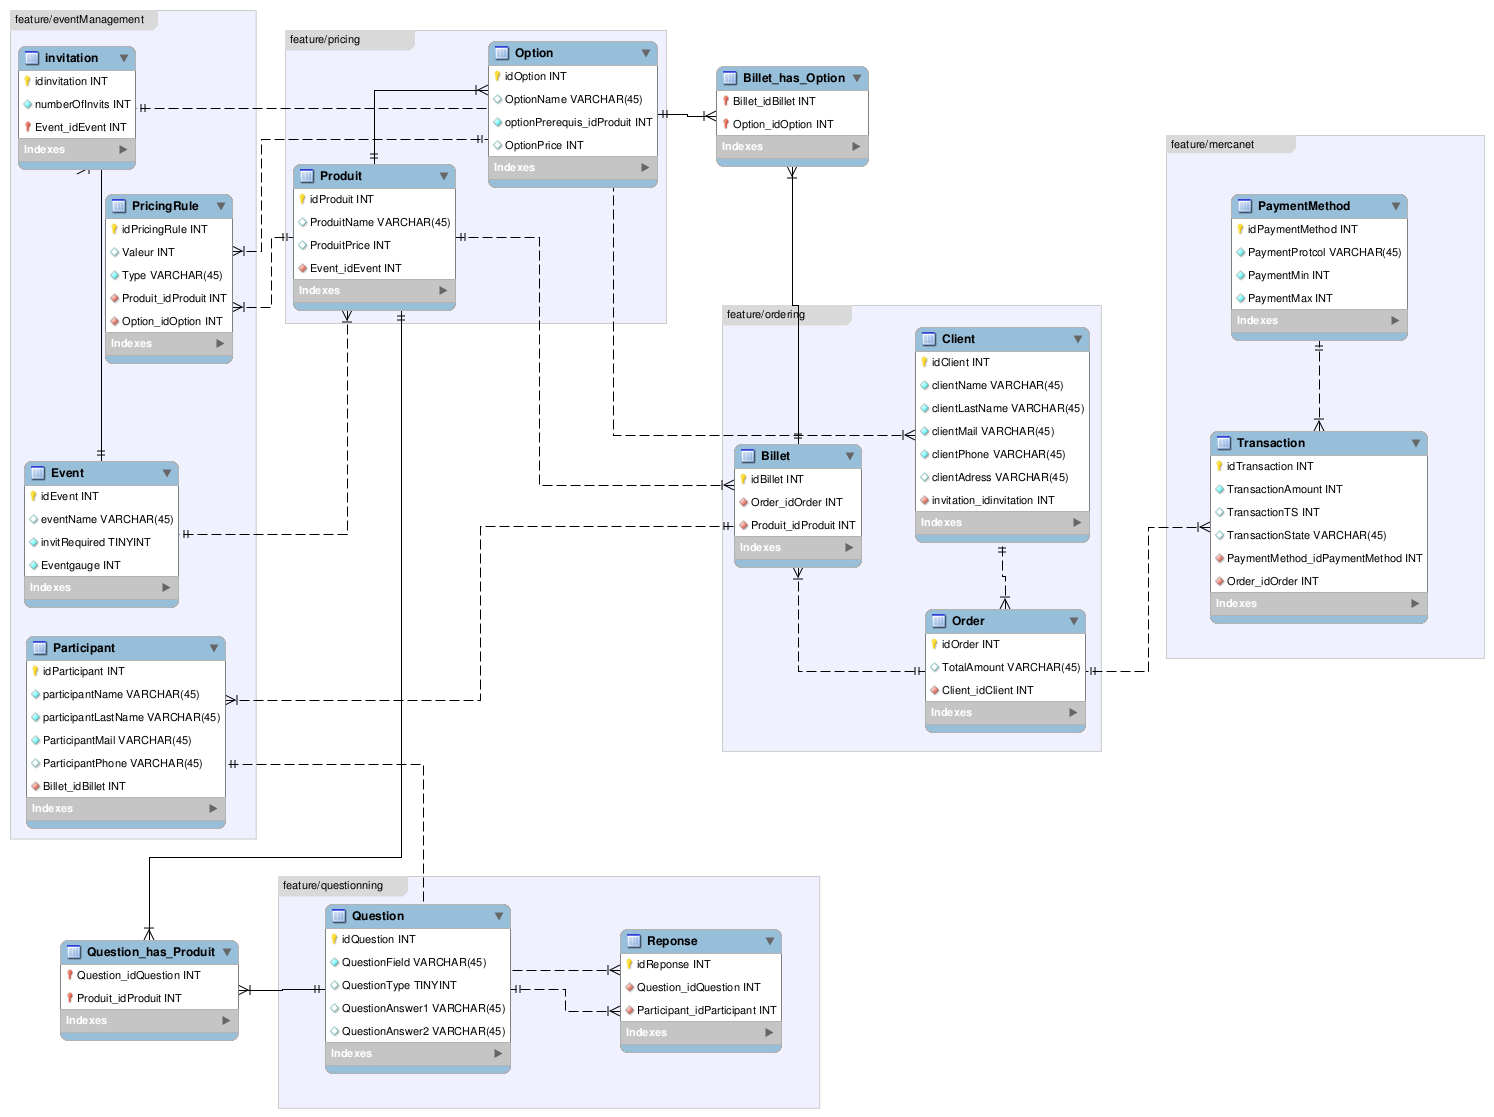 feature/eventManagement
invitation
idinvitation INT
numberOfInvits INT
Event_idEvent INT
Indexes
PricingRule
idPricingRule INT
Valeur INT
Type VARCHAR(45)
Produit_idProduit INT
Option_idOption INT
Indexes
Event
idEvent INT
eventName VARCHAR(45)
invitRequired TINYINT
Eventgauge INT
Indexes
Participant
idParticipant INT
participantName VARCHAR(45)
participantLastName VARCHAR(45)
ParticipantMail VARCHAR(45)
ParticipantPhone VARCHAR(45)
Billet_idBillet INT
Indexes
feature/pricing
Option
idOption INT
OptionName VARCHAR(45)
optionPrerequis_idProduit INT
OptionPrice INT
Indexes
Produit
idProduit INT
ProduitName VARCHAR(45)
ProduitPrice INT
Event_idEvent INT
Indexes
Billet_has_Option
Billet_idBillet INT
Option_idOption INT
Indexes
feature/ordering
Client
idClient INT
clientName VARCHAR(45)
clientLastName VARCHAR(45)
clientMail VARCHAR(45)
clientPhone VARCHAR(45)
clientAdress VARCHAR(45)
invitation_idinvitation INT
Indexes
Billet
idBillet INT
Order_idOrder INT
Produit_idProduit INT
Indexes
Order
idOrder INT
TotalAmount VARCHAR(45)
Client_idClient INT
Indexes
feature/mercanet
PaymentMethod
idPaymentMethod INT
PaymentProtcol VARCHAR(45)
PaymentMin INT
PaymentMax INT
Indexes
Transaction
idTransaction INT
TransactionAmount INT
TransactionTS INT
TransactionState VARCHAR(45)
PaymentMethod_idPaymentMethod INT
Order_idOrder INT
Indexes
Question_has_Produit
Question_idQuestion INT
Produit_idProduit INT
Indexes
feature/questionning
Question
idQuestion INT
QuestionField VARCHAR(45)
QuestionType TINYINT
QuestionAnswer1 VARCHAR(45)
QuestionAnswer2 VARCHAR(45)
Indexes
Reponse
idReponse INT
Question_idQuestion INT
Participant_idParticipant INT
Indexes